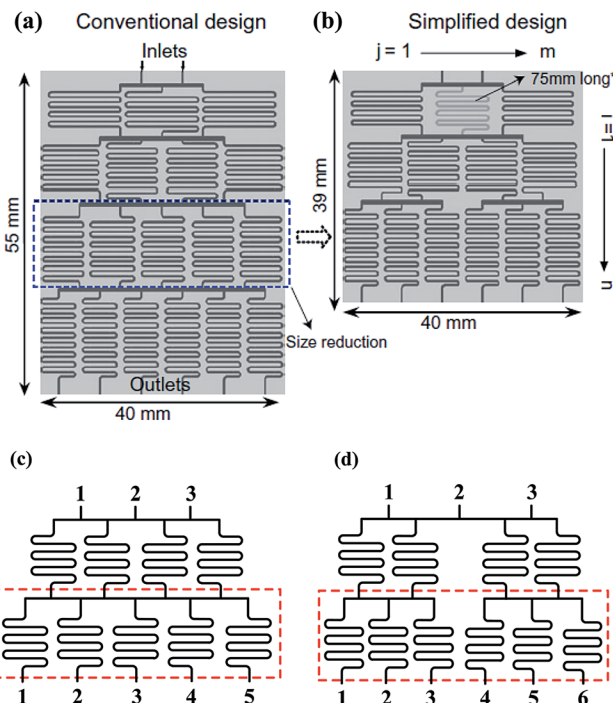 (a) Conventional design
Inlets
55 mm
Outlets
40 mm
Size reduction
(b) Simplified design
j = 1 m
75mm long*
i = 1
n
39 mm
40 mm
(c)
1 2 3
1 2 3 4 5
(d)
1 2 3
1 2 3 4 5 6